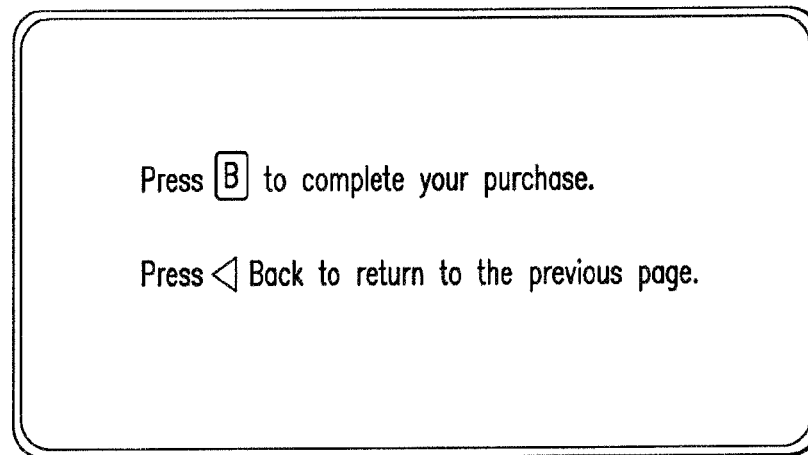 Press B to complete your purchase.
Press ◁ Back to return to the previous page.